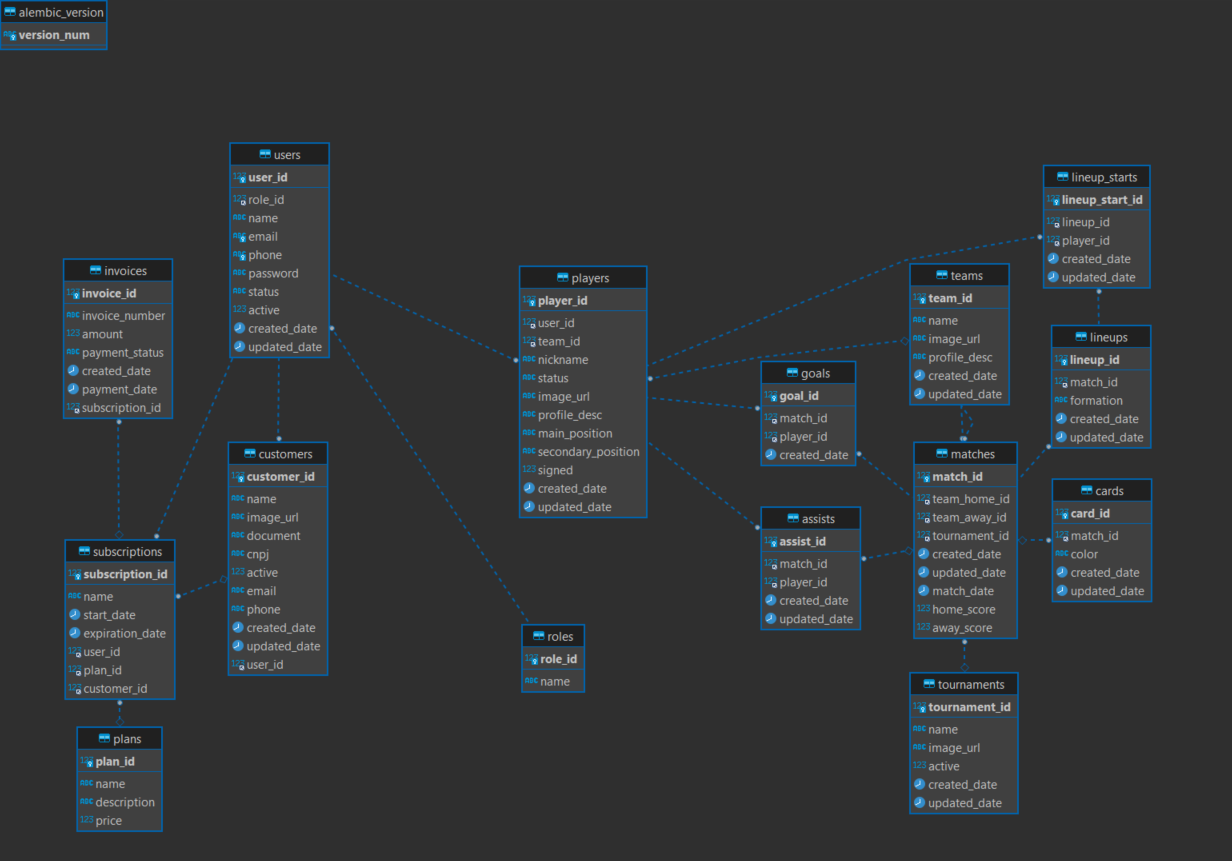 alembic_version
version_num
users
user_id
role_id
name
email
phone
password
status
active
created_date
updated_date
invoices
invoice_id
invoice_number
amount
payment_status
created_date
payment_date
subscription_id
customers
customer_id
name
image_url
document
cnpj
active
email
phone
created_date
updated_date
user_id
subscriptions
subscription_id
name
start_date
expiration_date
user_id
plan_id
customer_id
plans
plan_id
name
description
price
players
player_id
user_id
team_id
nickname
status
image_url
profile_desc
main_position
secondary_position
signed
created_date
updated_date
roles
role_id
name
goals
goal_id
match_id
player_id
created_date
assists
assist_id
match_id
player_id
created_date
updated_date
teams
team_id
name
image_url
profile_desc
created_date
updated_date
matches
match_id
team_home_id
team_away_id
tournament_id
created_date
updated_date
match_date
home_score
away_score
tournaments
tournament_id
name
image_url
active
created_date
updated_date
lineup_starts
lineup_start_id
lineup_id
player_id
created_date
updated_date
lineups
lineup_id
match_id
formation
created_date
updated_date
cards
card_id
match_id
color
created_date
updated_date